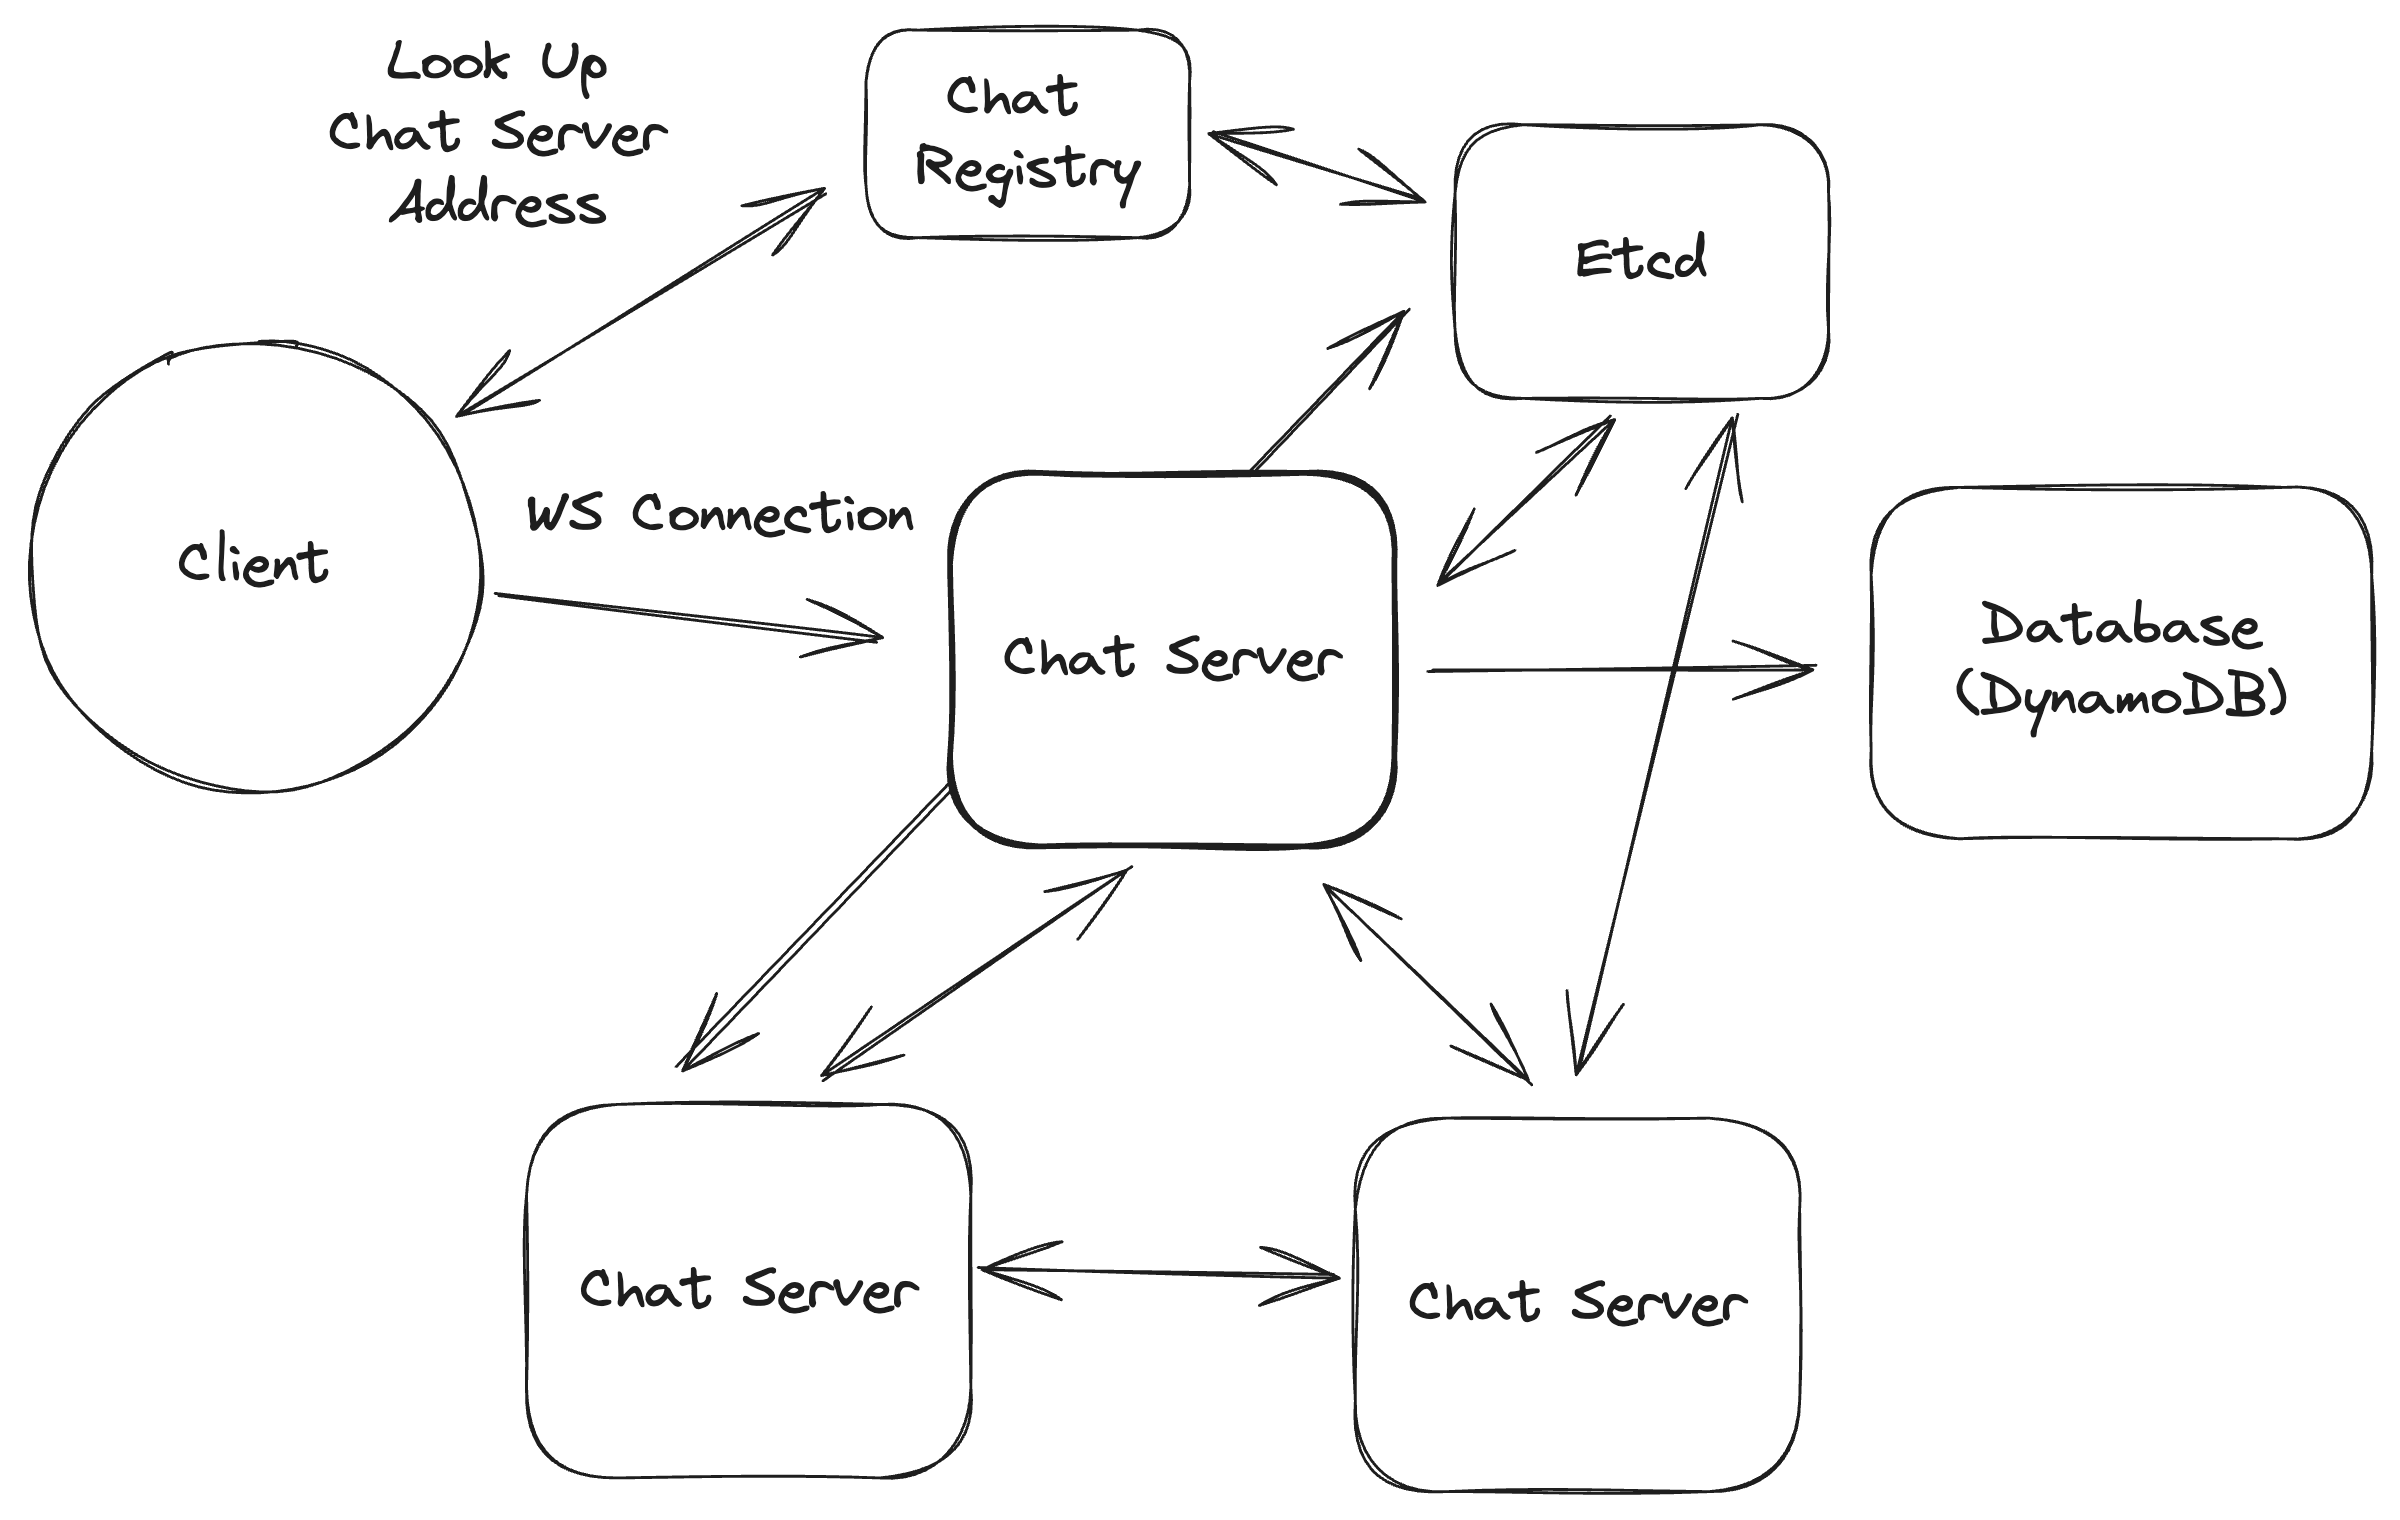 Look Up
Chat Server
Address
Chat
Registry
Etcd
Client
WS Connection
Chat Server
Database
(DynamoDB)
Chat Server
Chat Server